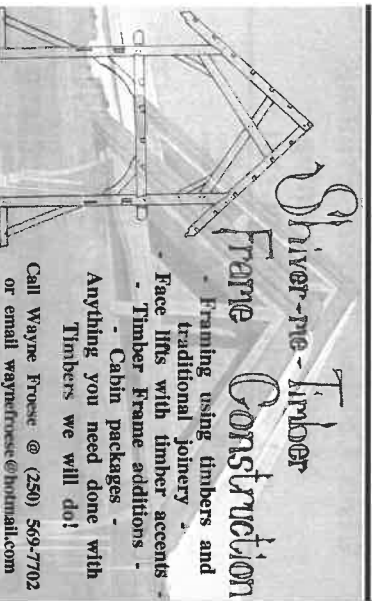 Shiver-me-Timber
Frame Construction
- Framing using timbers and
traditional joinery -
- Face lifts with timber accents -
- Timber Frame additions -
- Cabin packages -
Anything you need done with
Timbers we will do!
Call Wayne Froese @ (250) 569-7702
or email waynefroese@hotmail.com